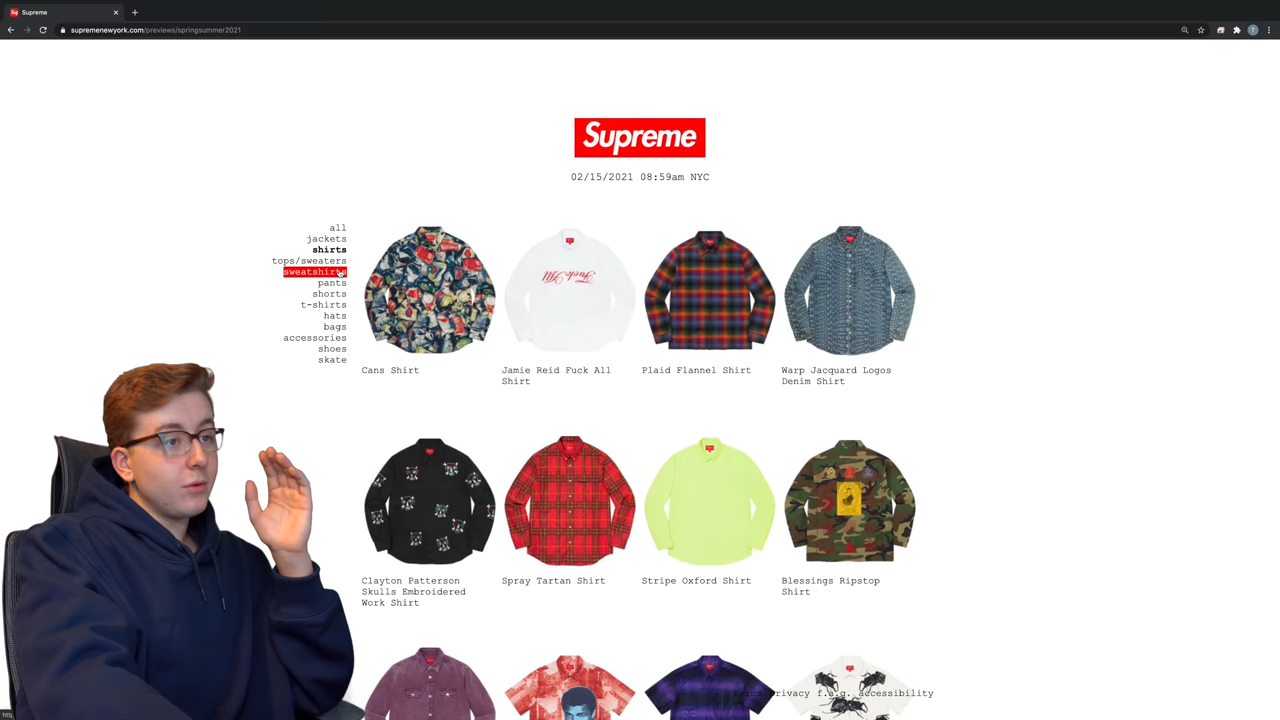 Supreme
supremenewyork.com/previews/springsummer2021
Supreme
02/15/2021 08:59am NYC
all
jackets
shirts
tops/sweaters
sweatshirts
pants
shorts
t-shirts
hats
bags
accessories
shoes
skate
Fuck All
Cans Shirt
Jamie Reid Fuck All
Shirt
Plaid Flannel Shirt
Warp Jacquard Logos
Denim Shirt
Clayton Patterson
Skulls Embroidered
Work Shirt
Spray Tartan Shirt
Stripe Oxford Shirt
Blessings Ripstop
Shirt
terms privacy f.a.q. accessibility